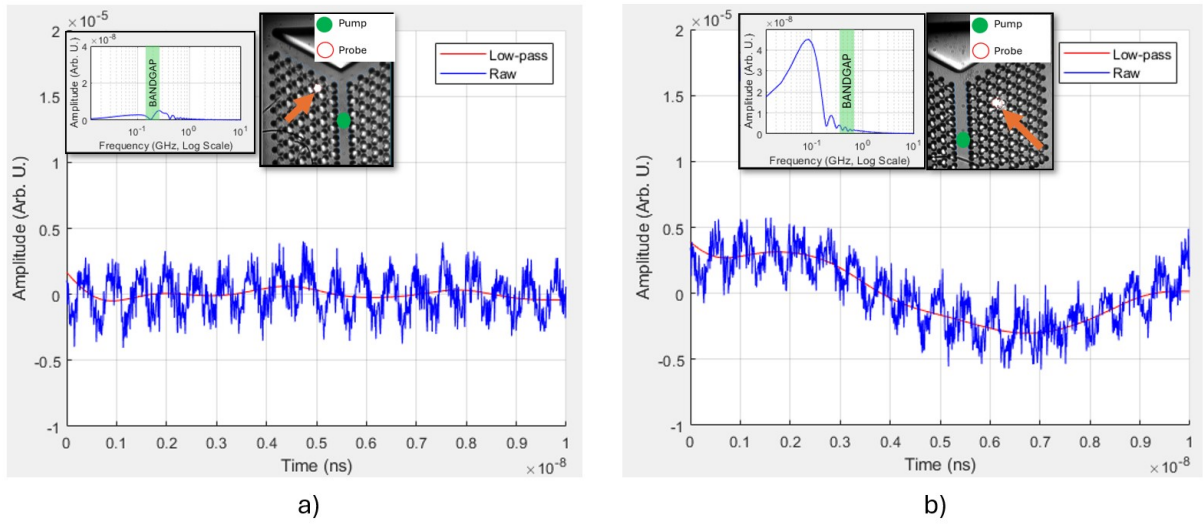 2 ×10⁻⁵
1.5
1
0.5
0
-0.5
-1
Amplitude (Arb. U.)
0 0.1 0.2 0.3 0.4 0.5 0.6 0.7 0.8 0.9 1
Time (ns)
×10⁻⁸
Low-pass
Raw
4 ×10⁻⁸
2
0
Amplitude (Arb. U.)
BANDGAP
10⁻¹ 10⁰ 10¹
Frequency (GHz, Log Scale)
Pump
Probe
a)
2 ×10⁻⁵
1.5
1
0.5
0
-0.5
-1
Amplitude (Arb. U.)
0 0.1 0.2 0.3 0.4 0.5 0.6 0.7 0.8 0.9 1
Time (ns)
×10⁻⁸
Low-pass
Raw
×10⁻⁸
4
3
2
1
0
Amplitude (Arb. U.)
BANDGAP
10⁻¹ 10⁰ 10¹
Frequency (GHz, Log Scale)
Pump
Probe
b)